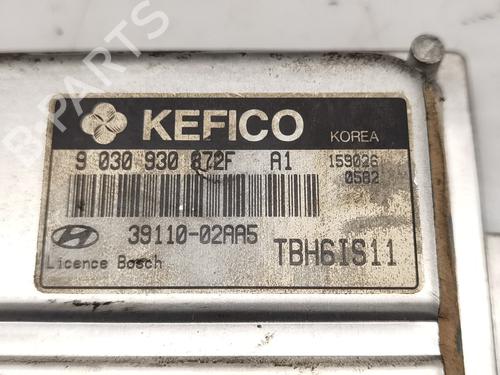 KEFICO
KOREA
9 030 930 872F A1
159026
0582
39110-02AA5
TBH6IS11
Licence Bosch
B-Parts